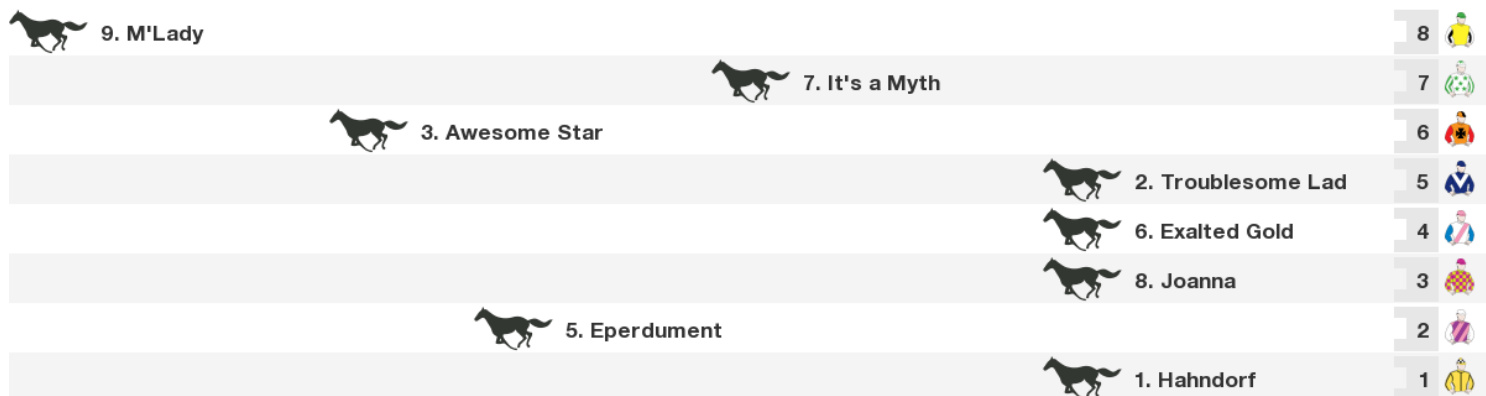 9. M'Lady 8
7. It's a Myth 7
3. Awesome Star 6
2. Troublesome Lad 5
6. Exalted Gold 4
8. Joanna 3
5. Eperdument 2
1. Hahndorf 1